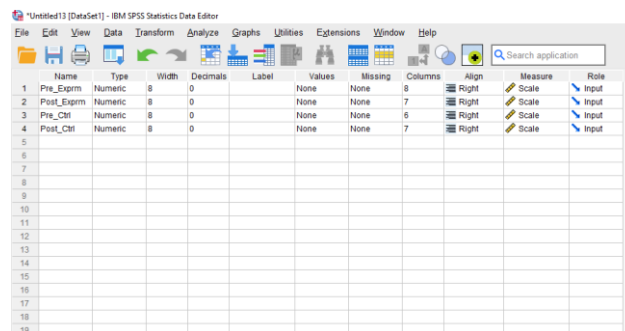 *Untitled13 [DataSet1] - IBM SPSS Statistics Data Editor
File Edit View Data Transform Analyze Graphs Utilities Extensions Window Help
Search application
Name Type Width Decimals Label Values Missing Columns Align Measure Role
1 Pre_Exprm Numeric 8 0 None None 8 Right Scale Input
2 Post_Exprm Numeric 8 0 None None 7 Right Scale Input
3 Pre_Ctrl Numeric 8 0 None None 6 Right Scale Input
4 Post_Ctrl Numeric 8 0 None None 7 Right Scale Input
5
6
7
8
9
10
11
12
13
14
15
16
17
18
19